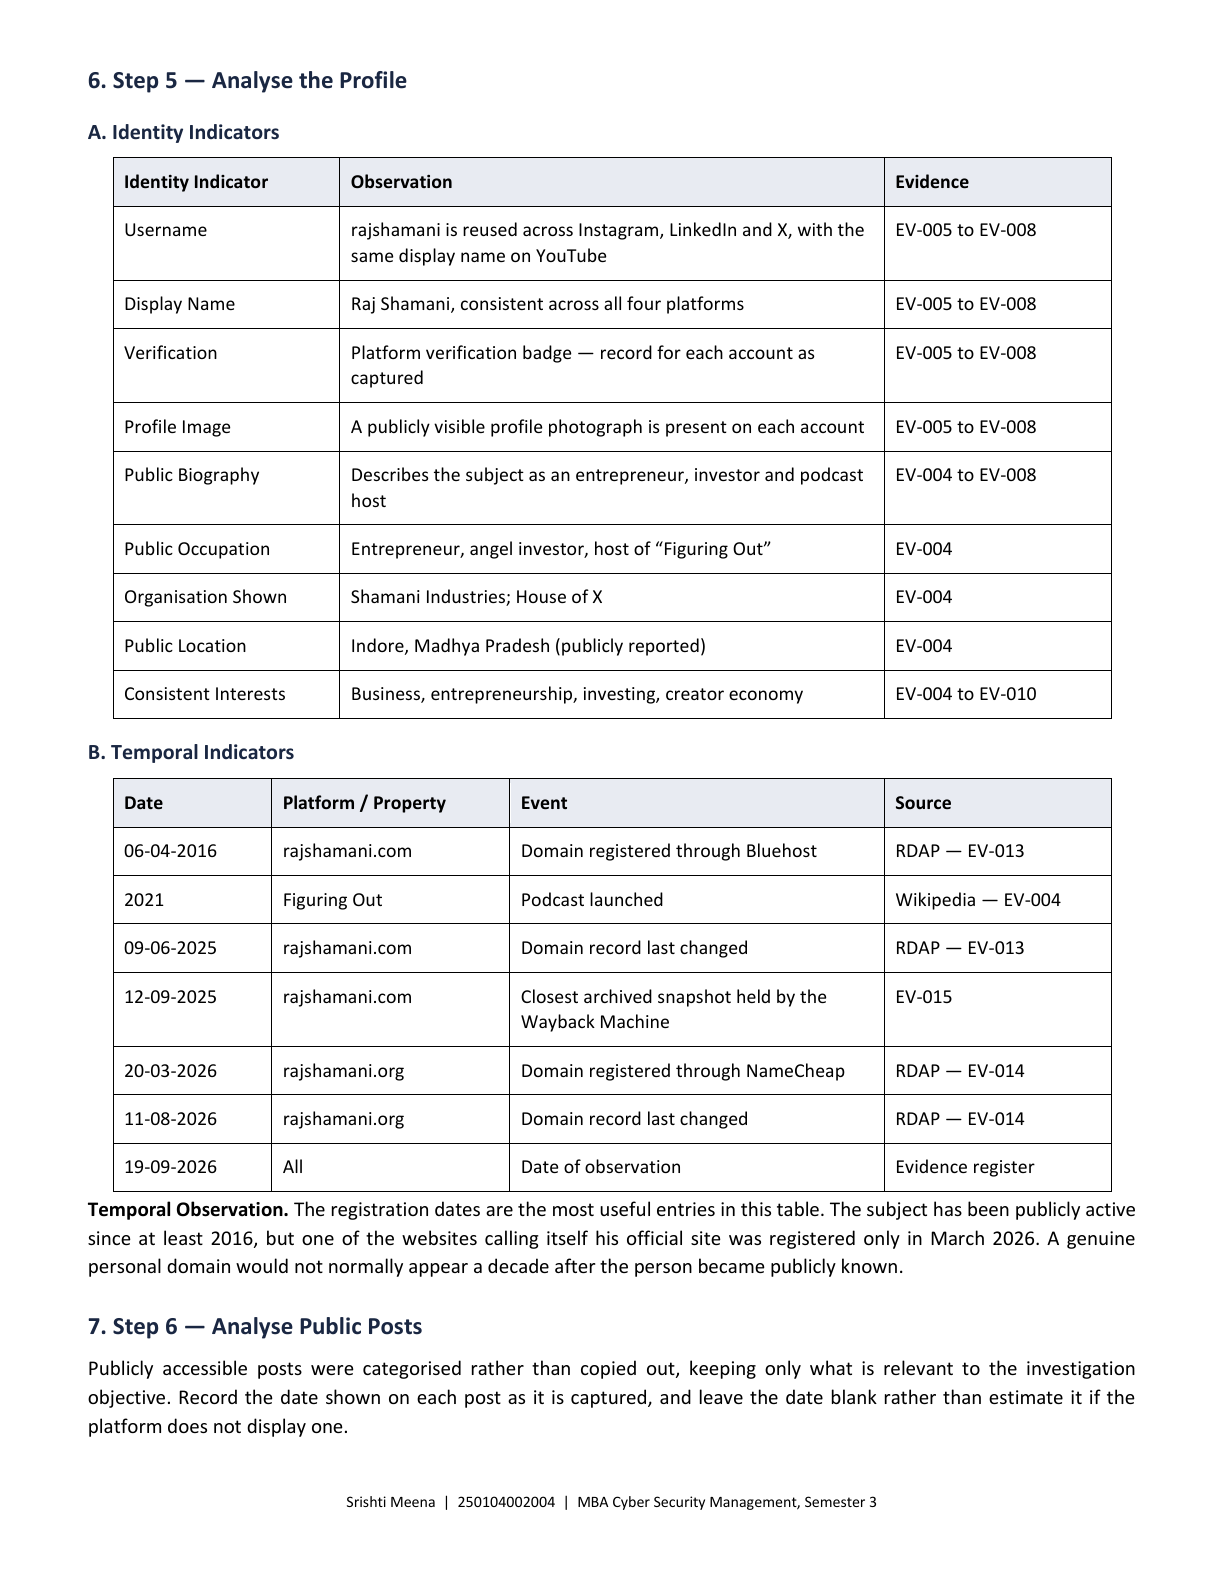 6. Step 5 — Analyse the Profile
A. Identity Indicators
Identity Indicator Observation Evidence
Username rajshamani is reused across Instagram, LinkedIn and X, with the EV-005 to EV-008
same display name on YouTube
Display Name Raj Shamani, consistent across all four platforms EV-005 to EV-008
Verification Platform verification badge — record for each account as EV-005 to EV-008
captured
Profile Image A publicly visible profile photograph is present on each account EV-005 to EV-008
Public Biography Describes the subject as an entrepreneur, investor and podcast EV-004 to EV-008
host
Public Occupation Entrepreneur, angel investor, host of “Figuring Out” EV-004
Organisation Shown Shamani Industries; House of X EV-004
Public Location Indore, Madhya Pradesh (publicly reported) EV-004
Consistent Interests Business, entrepreneurship, investing, creator economy EV-004 to EV-010
B. Temporal Indicators
Date Platform / Property Event Source
06-04-2016 rajshamani.com Domain registered through Bluehost RDAP — EV-013
2021 Figuring Out Podcast launched Wikipedia — EV-004
09-06-2025 rajshamani.com Domain record last changed RDAP — EV-013
12-09-2025 rajshamani.com Closest archived snapshot held by the EV-015
Wayback Machine
20-03-2026 rajshamani.org Domain registered through NameCheap RDAP — EV-014
11-08-2026 rajshamani.org Domain record last changed RDAP — EV-014
19-09-2026 All Date of observation Evidence register
Temporal Observation. The registration dates are the most useful entries in this table. The subject has been publicly active
since at least 2016, but one of the websites calling itself his official site was registered only in March 2026. A genuine
personal domain would not normally appear a decade after the person became publicly known.
7. Step 6 — Analyse Public Posts
Publicly accessible posts were categorised rather than copied out, keeping only what is relevant to the investigation
objective. Record the date shown on each post as it is captured, and leave the date blank rather than estimate it if the
platform does not display one.
Srishti Meena | 250104002004 | MBA Cyber Security Management, Semester 3